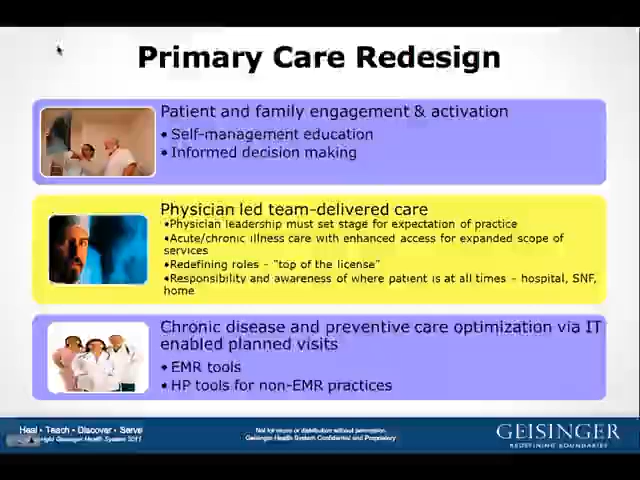 Primary Care Redesign
Patient and family engagement & activation
• Self-management education
• Informed decision making
Physician led team-delivered care
•Physician leadership must set stage for expectation of practice
•Acute/chronic illness care with enhanced access for expanded scope of
services
•Redefining roles – "top of the license"
•Responsibility and awareness of where patient is at all times – hospital, SNF,
home
Chronic disease and preventive care optimization via IT
enabled planned visits
• EMR tools
• HP tools for non-EMR practices
Heal • Teach • Discover • Serve
Geisinger Health System 2011
Not for reuse or distribution without permission.
Geisinger Health System Confidential and Proprietary
GEISINGER
REDEFINING BOUNDARIES